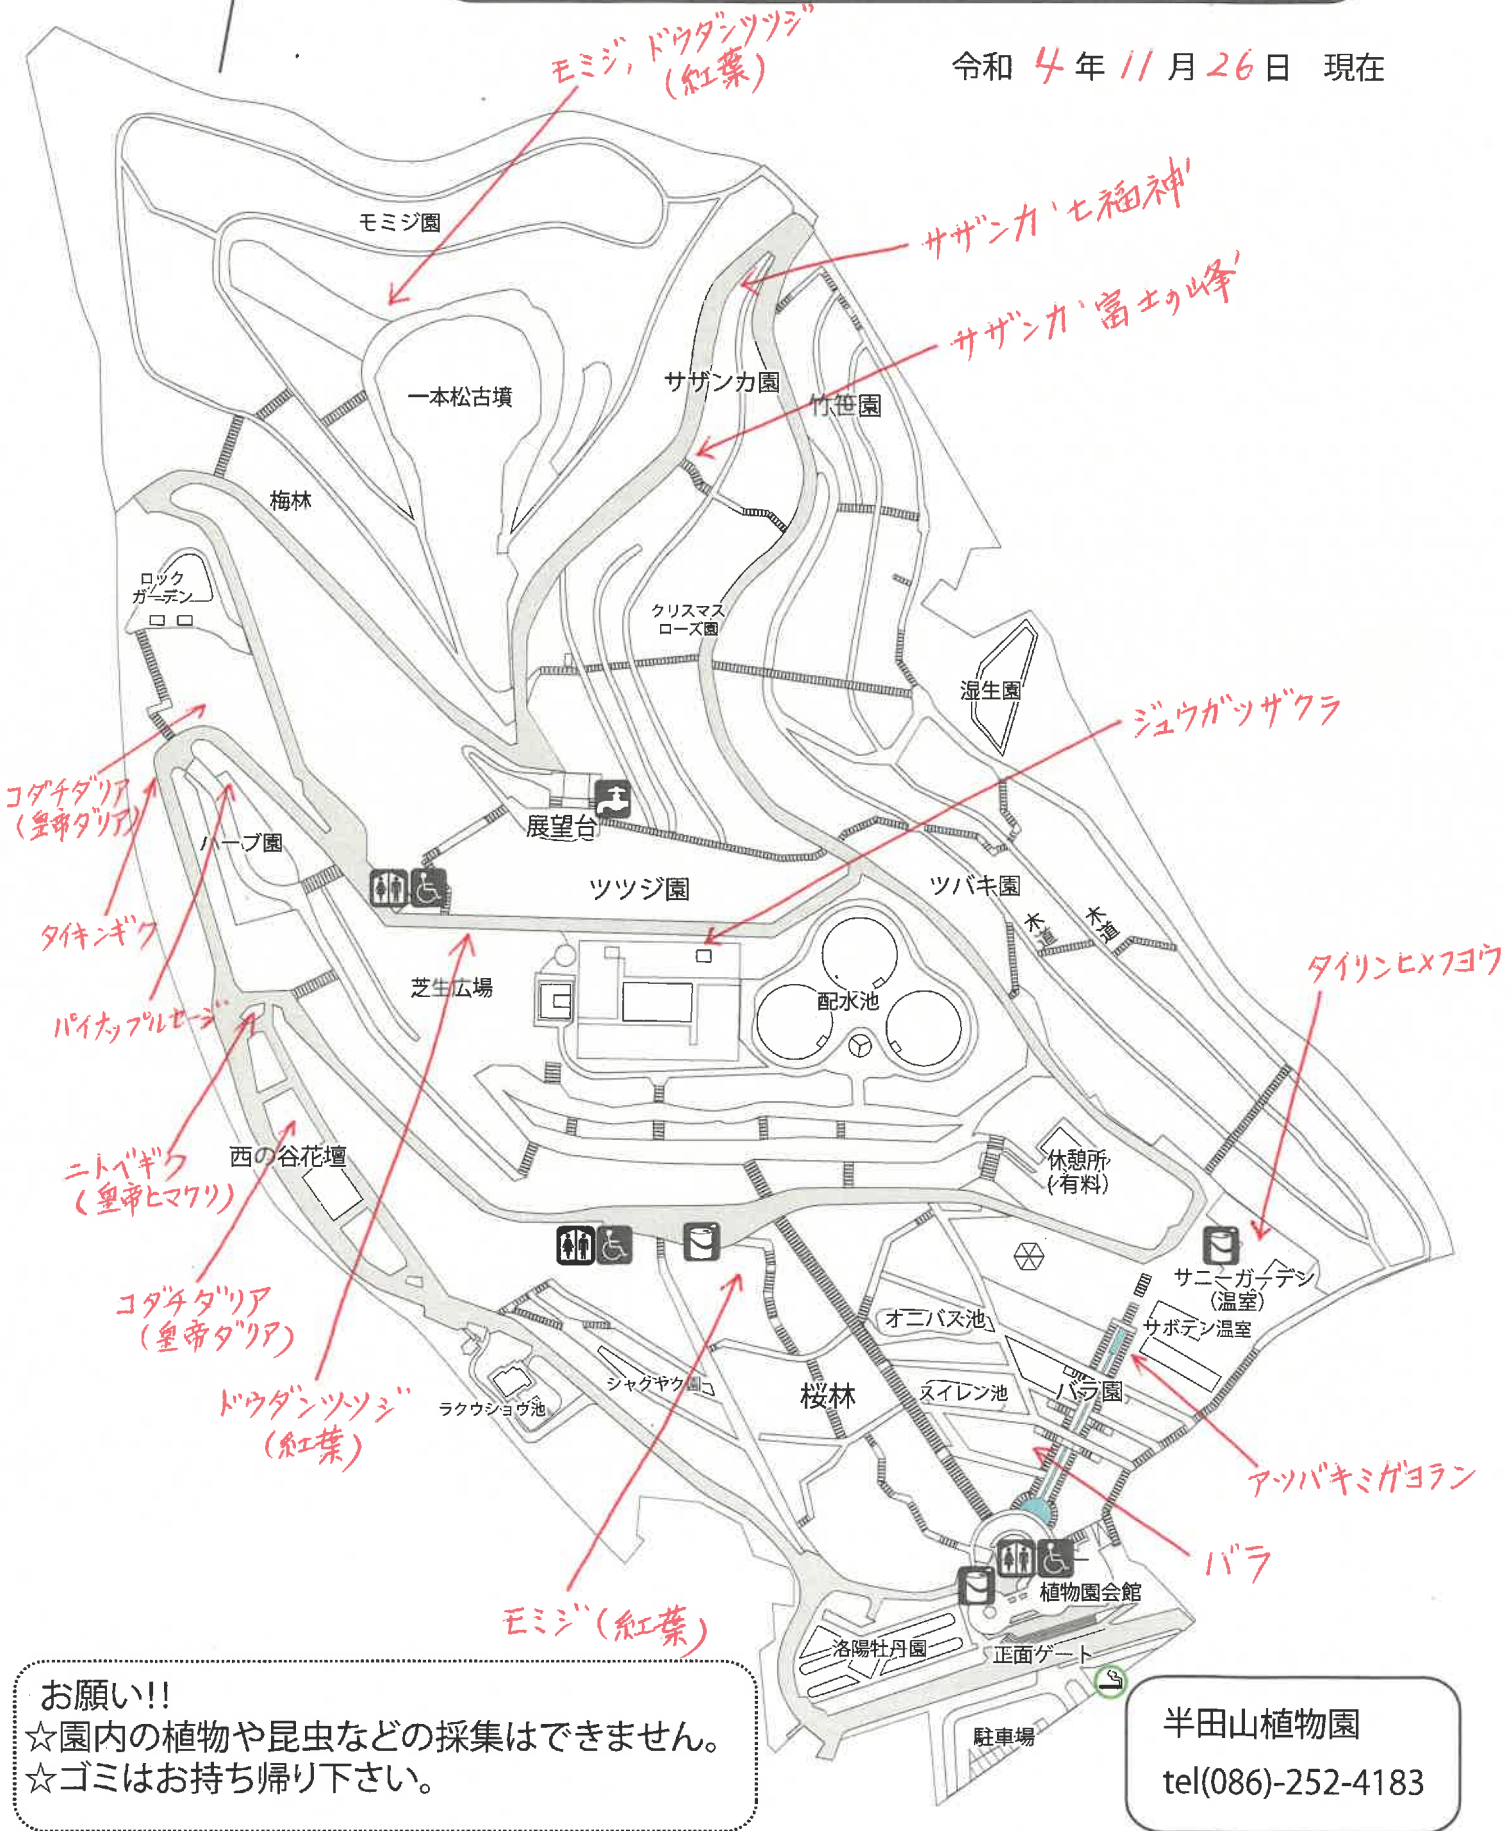 令和 4 年 11 月 26 日 現在
モミジ, ドウダンツツジ
(紅葉)
サザンカ '七福神'
サザンカ '富士の峰'
モミジ園
一本松古墳
サザンカ園
竹笹園
梅林
ロック
ガーデン
クリスマス
ローズ園
湿生園
ジュウガツザクラ
コダチダリア
(皇帝ダリア)
ハーブ園
展望台
ツツジ園
ツバキ園
木道
木道
タイキンギク
芝生広場
配水池
タイリンヒメフヨウ
パイナップルセージ
ニトベギク
(皇帝ヒマワリ)
西の谷花壇
休憩所
(有料)
サニーガーデン
(温室)
サボテン温室
コダチダリア
(皇帝ダリア)
オニバス池
シャクヤク園
桜林
スイレン池
バラ園
ラクウショウ池
ドウダンツツジ
(紅葉)
アツバキミガヨラン
バラ
モミジ (紅葉)
植物園会館
洛陽牡丹園
正面ゲート
駐車場
お願い!!
☆園内の植物や昆虫などの採集はできません。
☆ゴミはお持ち帰り下さい。
半田山植物園
tel(086)-252-4183